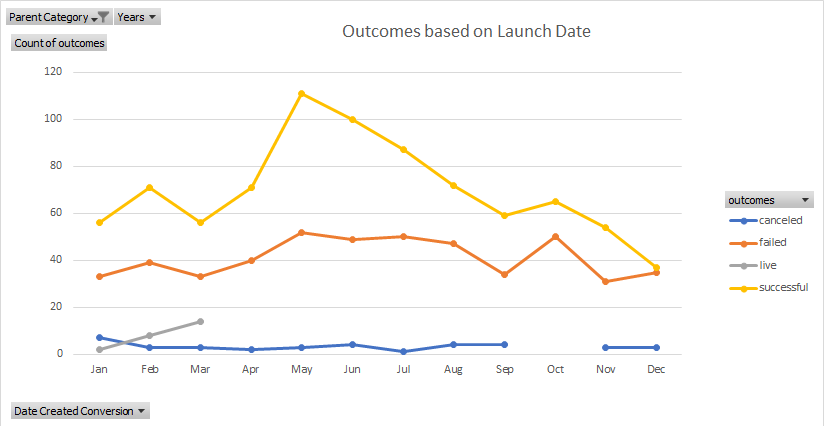 Parent Category Years
Outcomes based on Launch Date
Count of outcomes
120
100
80
60
40
20
0
Jan Feb Mar Apr May Jun Jul Aug Sep Oct Nov Dec
outcomes
canceled
failed
live
successful
Date Created Conversion